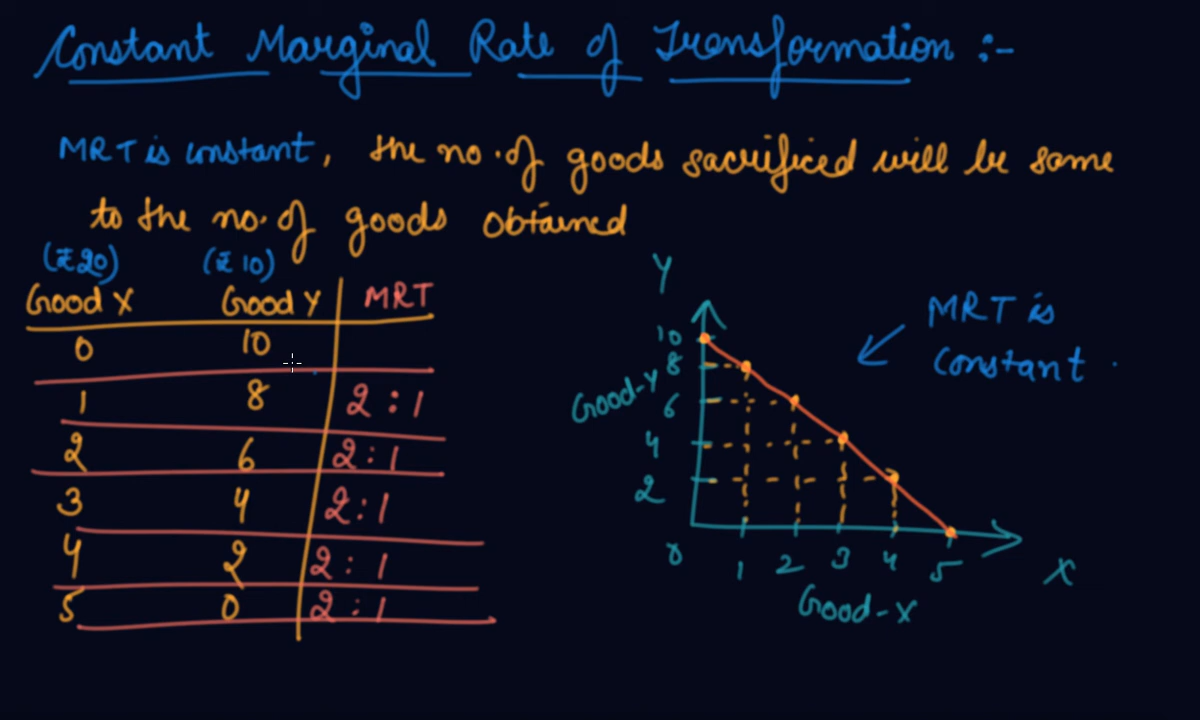 Constant Marginal Rate of Transformation :-
MRT is constant, the no. of goods sacrificed will be same
to the no. of goods obtained
(₹20) (₹10)
Good X Good Y MRT
0 10
1 8 2 : 1
2 6 2 : 1
3 4 2 : 1
4 2 2 : 1
5 0 2 : 1
Y
MRT is
constant
10
8
Good-Y
6
4
2
0 1 2 3 4 5 X
Good-X